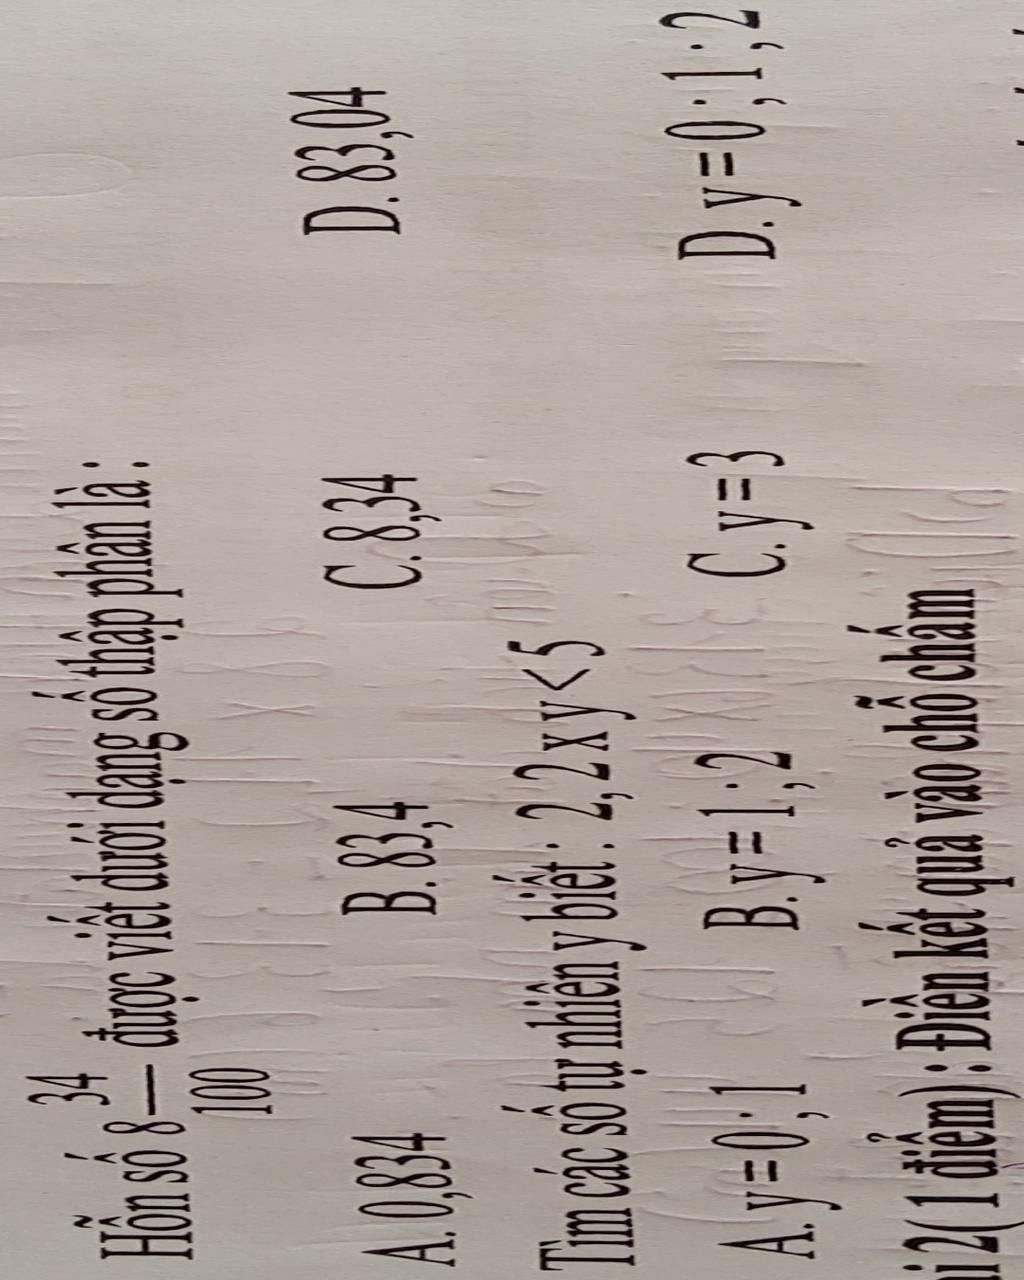 34
Hỗn số 8 — được viết dưới dạng số thập phân là :
100
A. 0,834 B. 83,4 C. 8,34 D. 83,04
Tìm các số tự nhiên y biết : 2,2 x y < 5
A. y = 0 ; 1 B. y = 1 ; 2 C. y = 3 D. y = 0 ; 1 ; 2
i 2( 1 điểm) : Điền kết quả vào chỗ chấm